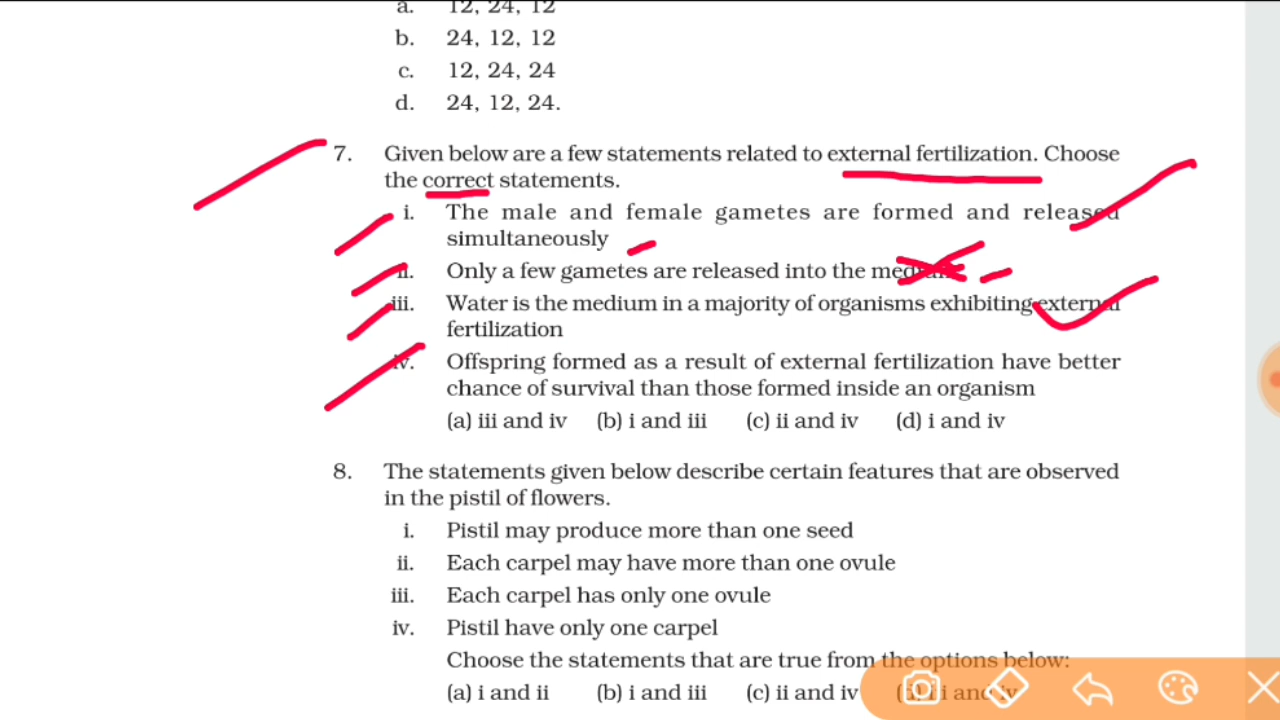 a. 12, 24, 12
b. 24, 12, 12
c. 12, 24, 24
d. 24, 12, 24.
7. Given below are a few statements related to external fertilization. Choose
the correct statements.
i. The male and female gametes are formed and released
simultaneously
ii. Only a few gametes are released into the medium
iii. Water is the medium in a majority of organisms exhibiting external
fertilization
iv. Offspring formed as a result of external fertilization have better
chance of survival than those formed inside an organism
(a) iii and iv (b) i and iii (c) ii and iv (d) i and iv
8. The statements given below describe certain features that are observed
in the pistil of flowers.
i. Pistil may produce more than one seed
ii. Each carpel may have more than one ovule
iii. Each carpel has only one ovule
iv. Pistil have only one carpel
Choose the statements that are true from the options below:
(a) i and ii (b) i and iii (c) ii and iv and iv